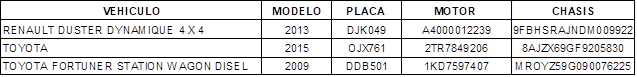 VEHICULO MODELO PLACA MOTOR CHASIS
RENAULT DUSTER DYNAMIQUE 4 X 4 2013 DJK049 A4000012239 9FBHSRAJNDM009922
TOYOTA 2015 OJX761 2TR7849206 8AJZX69GF9205830
TOYOTA FORTUNER STATION WAGON DISEL 2009 DDB501 1KD7597407 MROYZ59G090076225